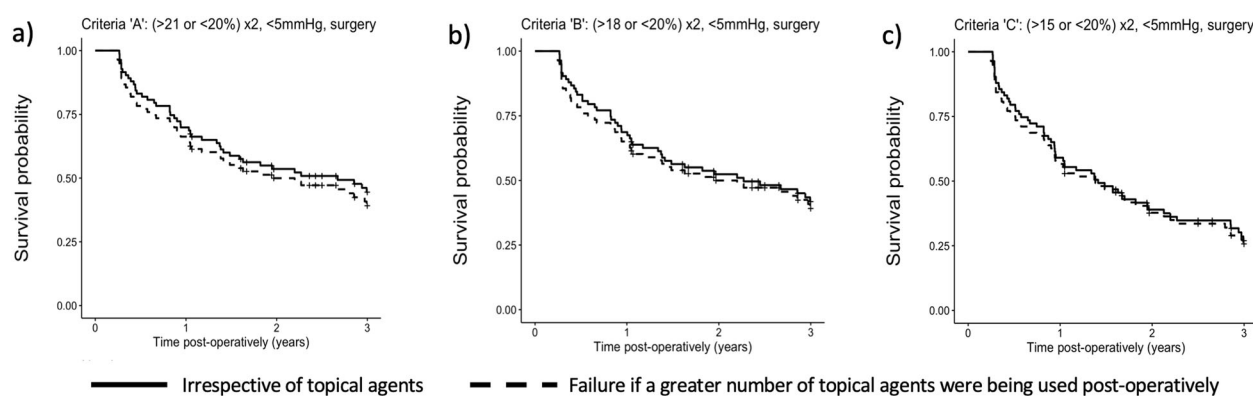 a)
Criteria 'A': (>21 or <20%) x2, <5mmHg, surgery
Survival probability
1.00
0.75
0.50
0.25
0.00
0
1
2
3
Time post-operatively (years)
b)
Criteria 'B': (>18 or <20%) x2, <5mmHg, surgery
Survival probability
1.00
0.75
0.50
0.25
0.00
0
1
2
3
Time post-operatively (years)
c)
Criteria 'C': (>15 or <20%) x2, <5mmHg, surgery
Survival probability
1.00
0.75
0.50
0.25
0.00
0
1
2
3
Time post-operatively (years)
Irrespective of topical agents
Failure if a greater number of topical agents were being used post-operatively